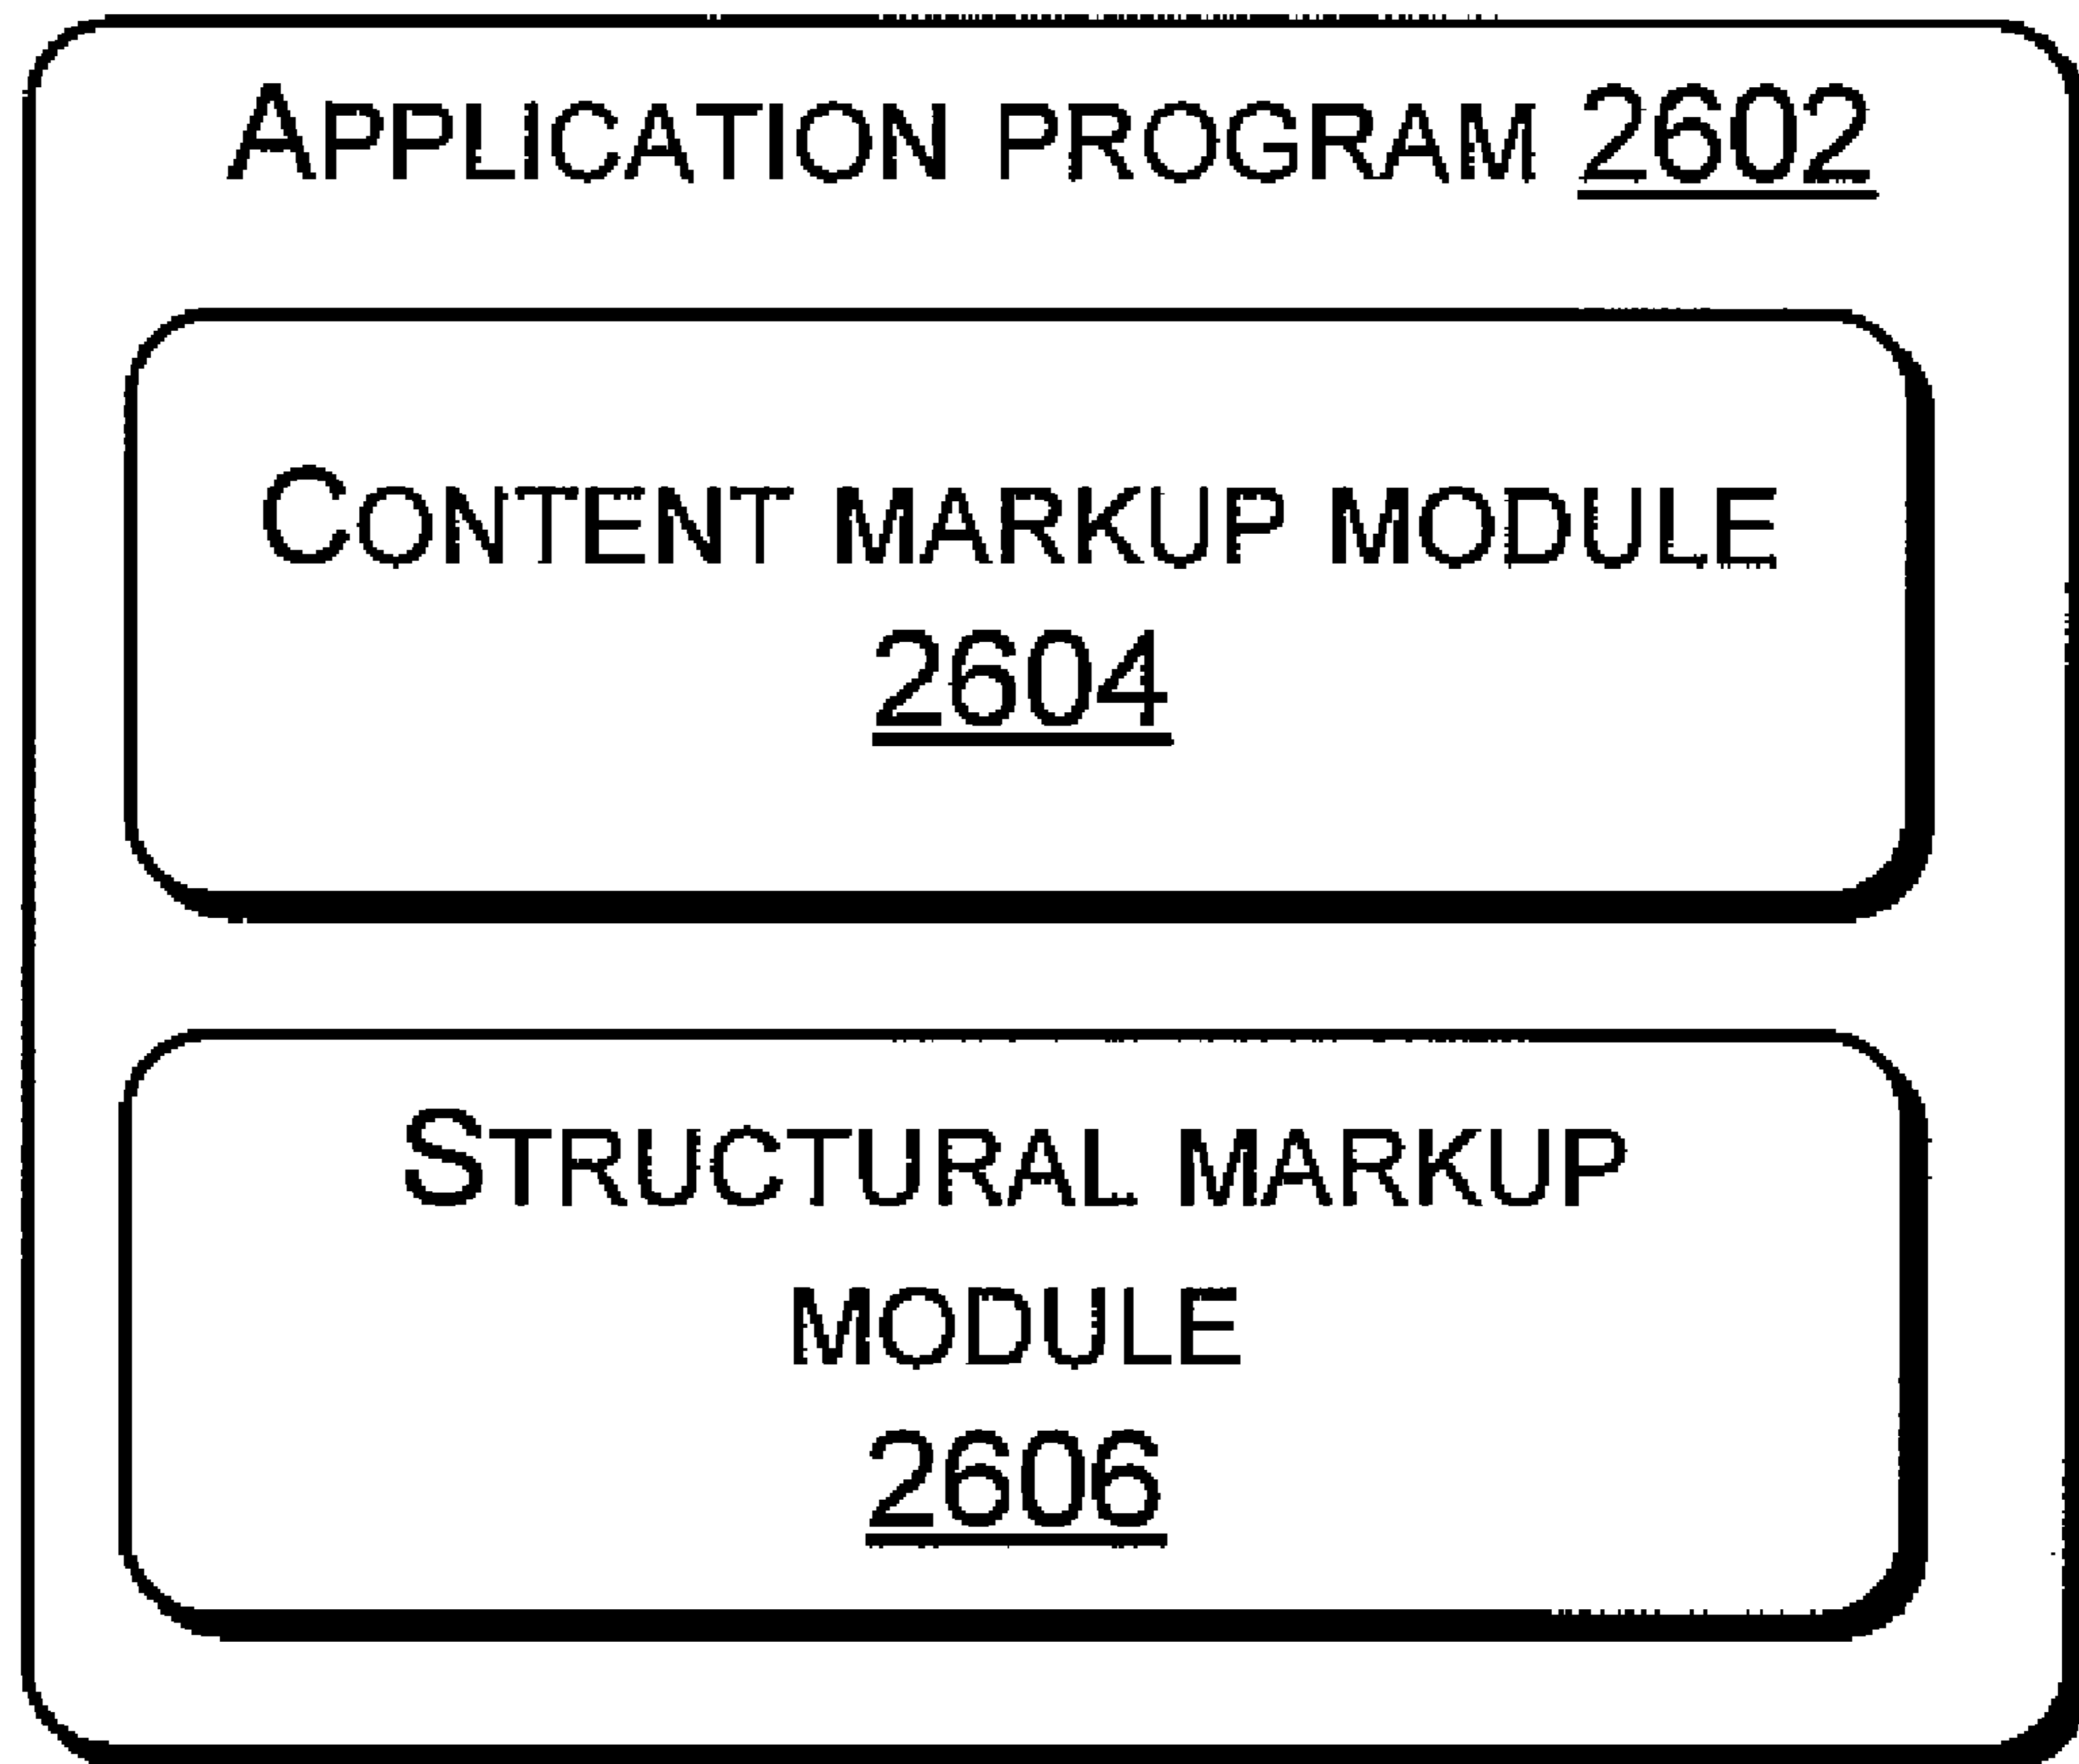 APPLICATION PROGRAM 2602
CONTENT MARKUP MODULE
2604
STRUCTURAL MARKUP
MODULE
2606